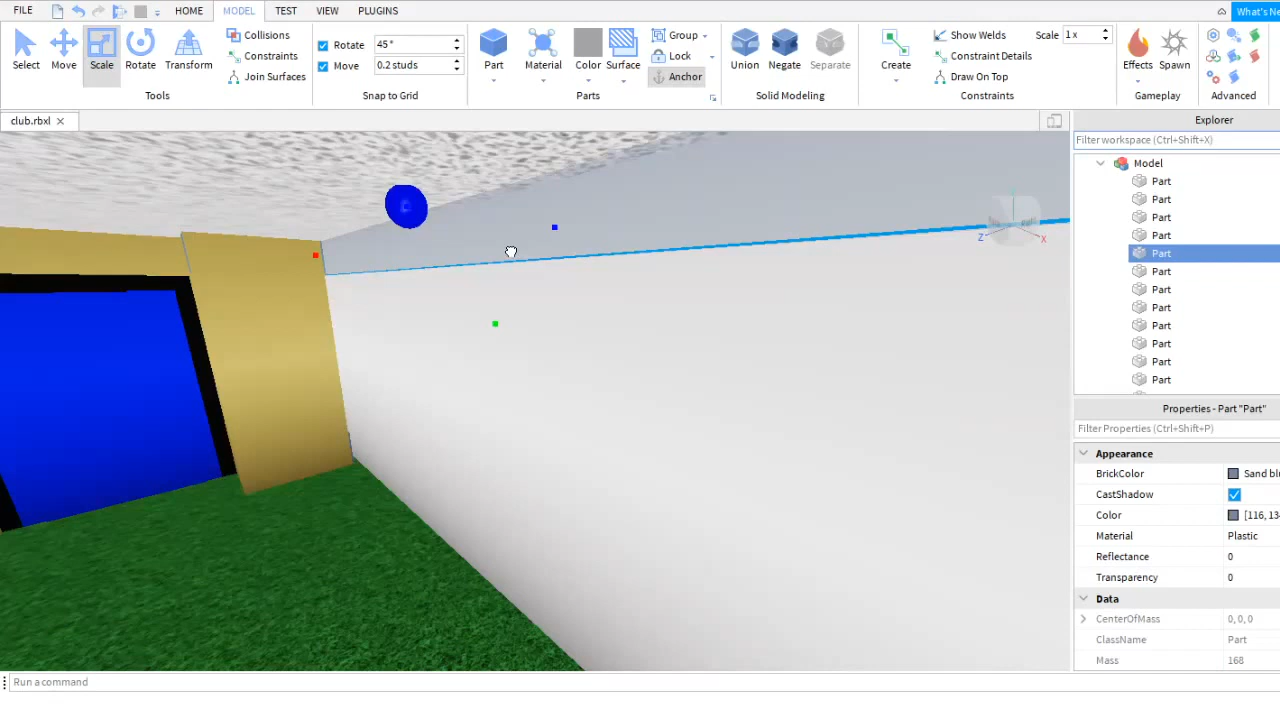 FILE HOME MODEL TEST VIEW PLUGINS What's Ne
Select Move Scale Rotate Transform
Tools
Rotate 45°
Move 0.2 studs
Snap to Grid
Part Material Color Surface
Group
Lock
Anchor
Parts
Union Negate Separate
Solid Modeling
Create
Show Welds Scale 1 x
Constraint Details
Draw On Top
Constraints
Effects Spawn
Gameplay
Advanced
Collisions
Constraints
Join Surfaces
club.rbxl
Explorer
Filter workspace (Ctrl+Shift+X)
Model
Part
Part
Part
Part
Part
Part
Part
Part
Part
Part
Part
Part
Z X
Properties - Part "Part"
Filter Properties (Ctrl+Shift+P)
Appearance
BrickColor Sand blu
CastShadow
Color [116, 134
Material Plastic
Reflectance 0
Transparency 0
Data
CenterOfMass 0, 0, 0
ClassName Part
Mass 168
Run a command